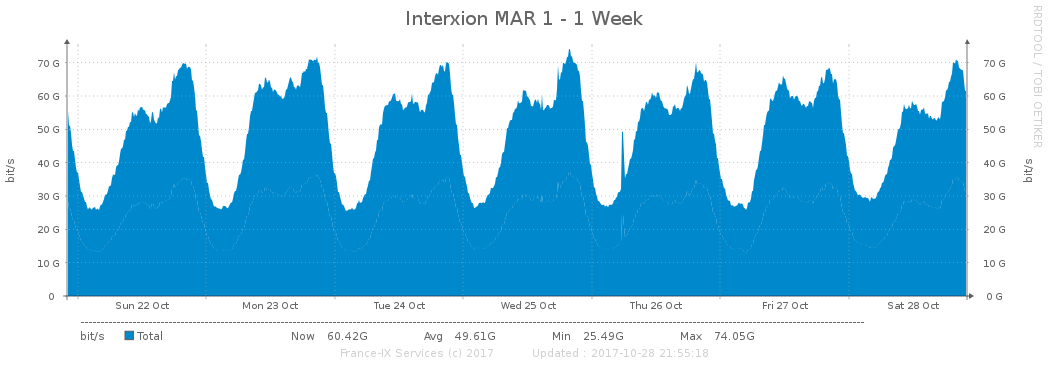 Interxion MAR 1 - 1 Week
RRDTOOL / TOBI OETIKER
bit/s
70 G
60 G
50 G
40 G
30 G
20 G
10 G
0
70 G
60 G
50 G
40 G
30 G
20 G
10 G
0 G
bit/s
Sun 22 Oct Mon 23 Oct Tue 24 Oct Wed 25 Oct Thu 26 Oct Fri 27 Oct Sat 28 Oct
bit/s Total Now 60.42G Avg 49.61G Min 25.49G Max 74.05G
France-IX Services (c) 2017 Updated : 2017-10-28 21:55:18